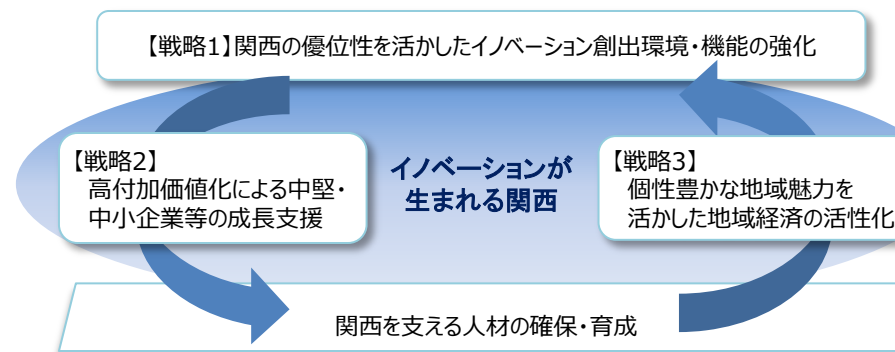 【戦略1】関西の優位性を活かしたイノベーション創出環境・機能の強化
【戦略2】
高付加価値化による中堅・
中小企業等の成長支援
イノベーションが
生まれる関西
【戦略3】
個性豊かな地域魅力を
活かした地域経済の活性化
関西を支える人材の確保・育成